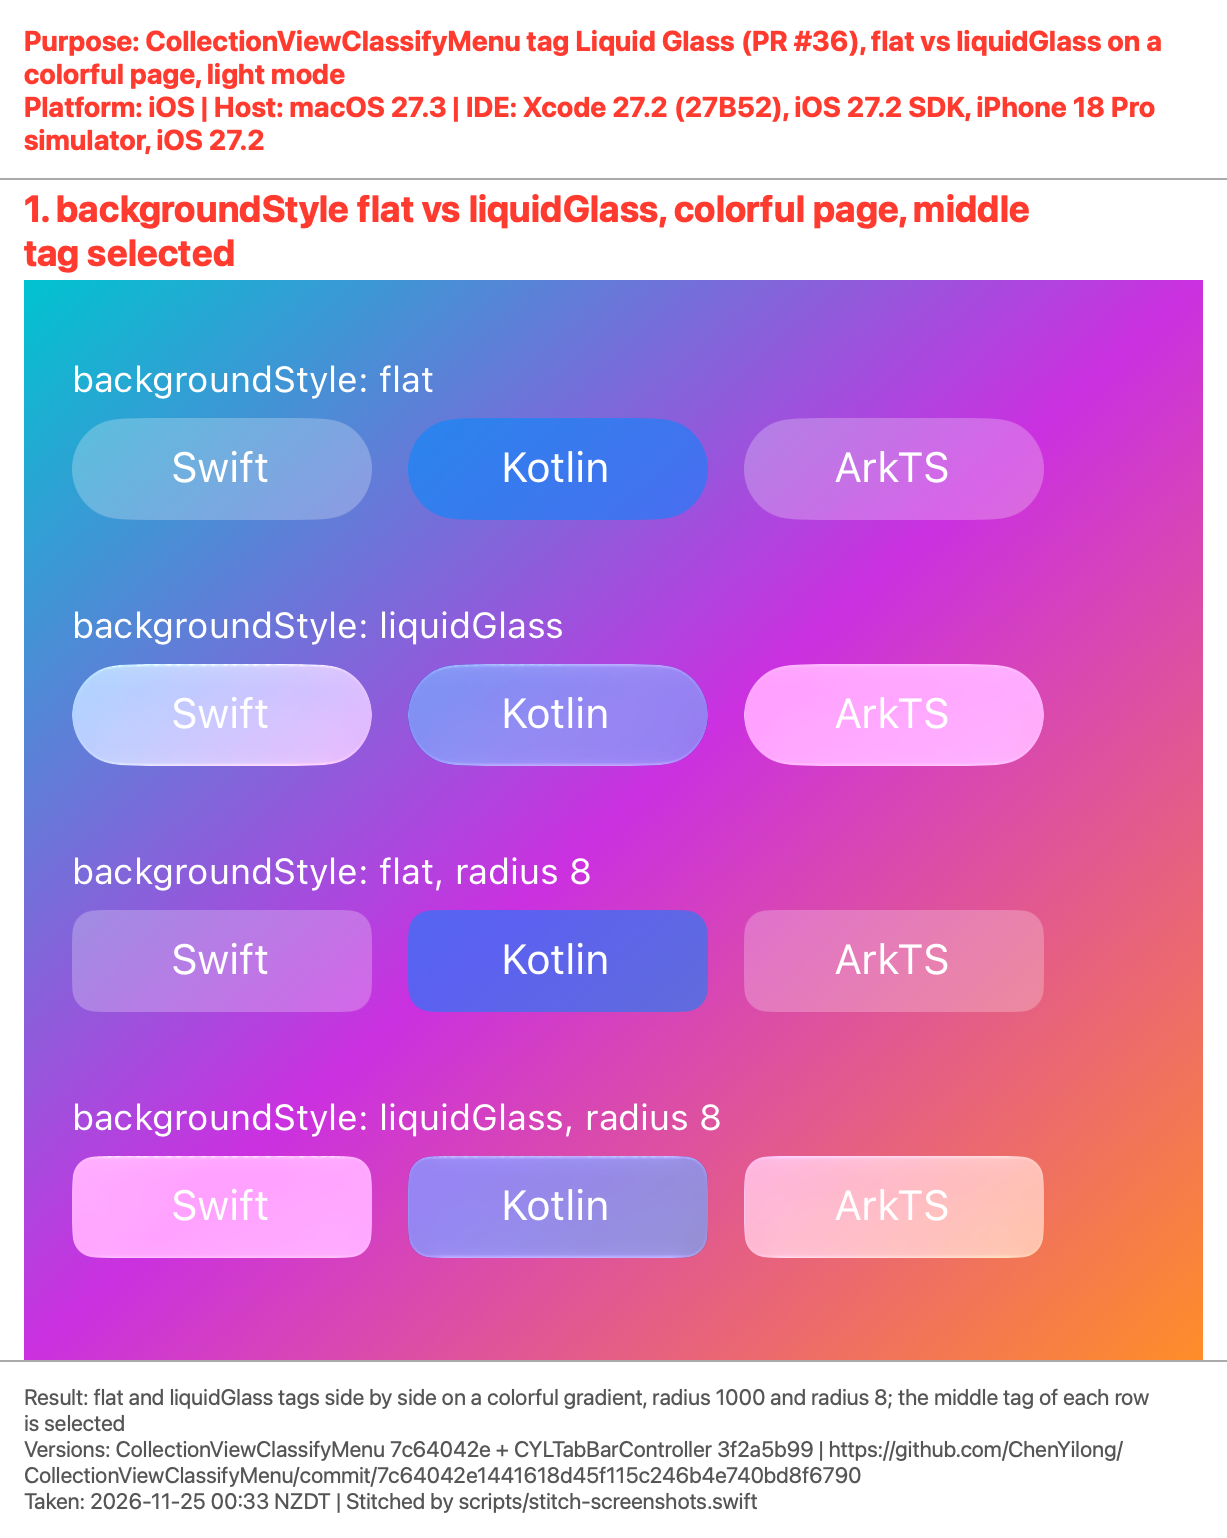 Purpose: CollectionViewClassifyMenu tag Liquid Glass (PR #36), flat vs liquidGlass on a
colorful page, light mode
Platform: iOS | Host: macOS 27.3 | IDE: Xcode 27.2 (27B52), iOS 27.2 SDK, iPhone 18 Pro
simulator, iOS 27.2
1. backgroundStyle flat vs liquidGlass, colorful page, middle
tag selected
backgroundStyle: flat
Swift Kotlin ArkTS
backgroundStyle: liquidGlass
Swift Kotlin ArkTS
backgroundStyle: flat, radius 8
Swift Kotlin ArkTS
backgroundStyle: liquidGlass, radius 8
Swift Kotlin ArkTS
Result: flat and liquidGlass tags side by side on a colorful gradient, radius 1000 and radius 8; the middle tag of each row
is selected
Versions: CollectionViewClassifyMenu 7c64042e + CYLTabBarController 3f2a5b99 | https://github.com/ChenYilong/
CollectionViewClassifyMenu/commit/7c64042e1441618d45f115c246b4e740bd8f6790
Taken: 2026-11-25 00:33 NZDT | Stitched by scripts/stitch-screenshots.swift